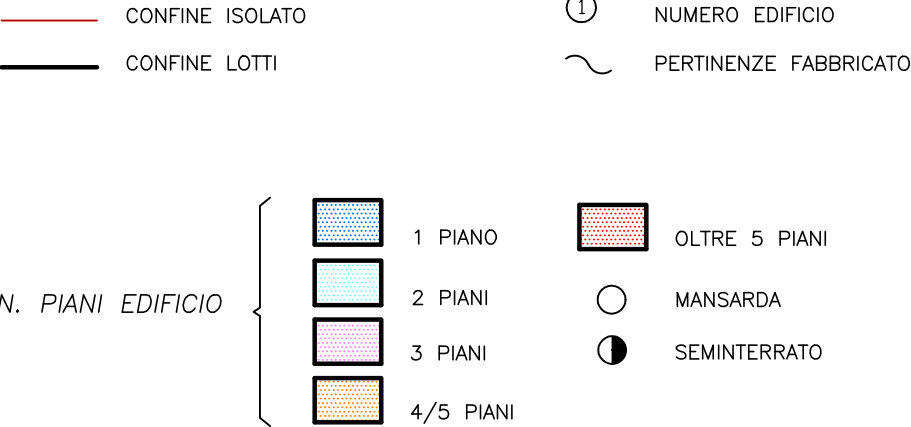 CONFINE ISOLATO
1
NUMERO EDIFICIO
CONFINE LOTTI
PERTINENZE FABBRICATO
1 PIANO
OLTRE 5 PIANI
N. PIANI EDIFICIO
2 PIANI
MANSARDA
3 PIANI
SEMINTERRATO
4/5 PIANI